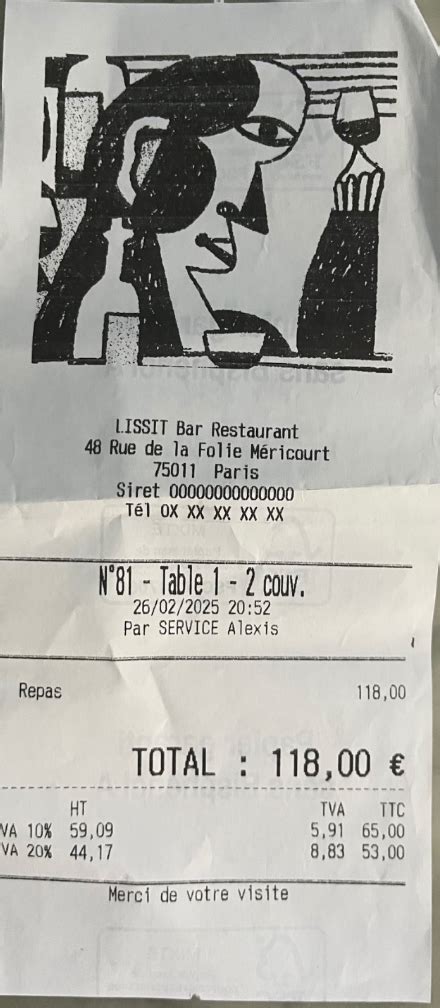 LISSIT Bar Restaurant
48 Rue de la Folie Méricourt
75011 Paris
Siret 00000000000000
Tél 0X XX XX XX XX
N°81 - Table 1 - 2 couv.
26/02/2025 20:52
Par SERVICE Alexis
Repas 118,00
TOTAL : 118,00 €
HT TVA TTC
VA 10% 59,09 5,91 65,00
VA 20% 44,17 8,83 53,00
Merci de votre visite